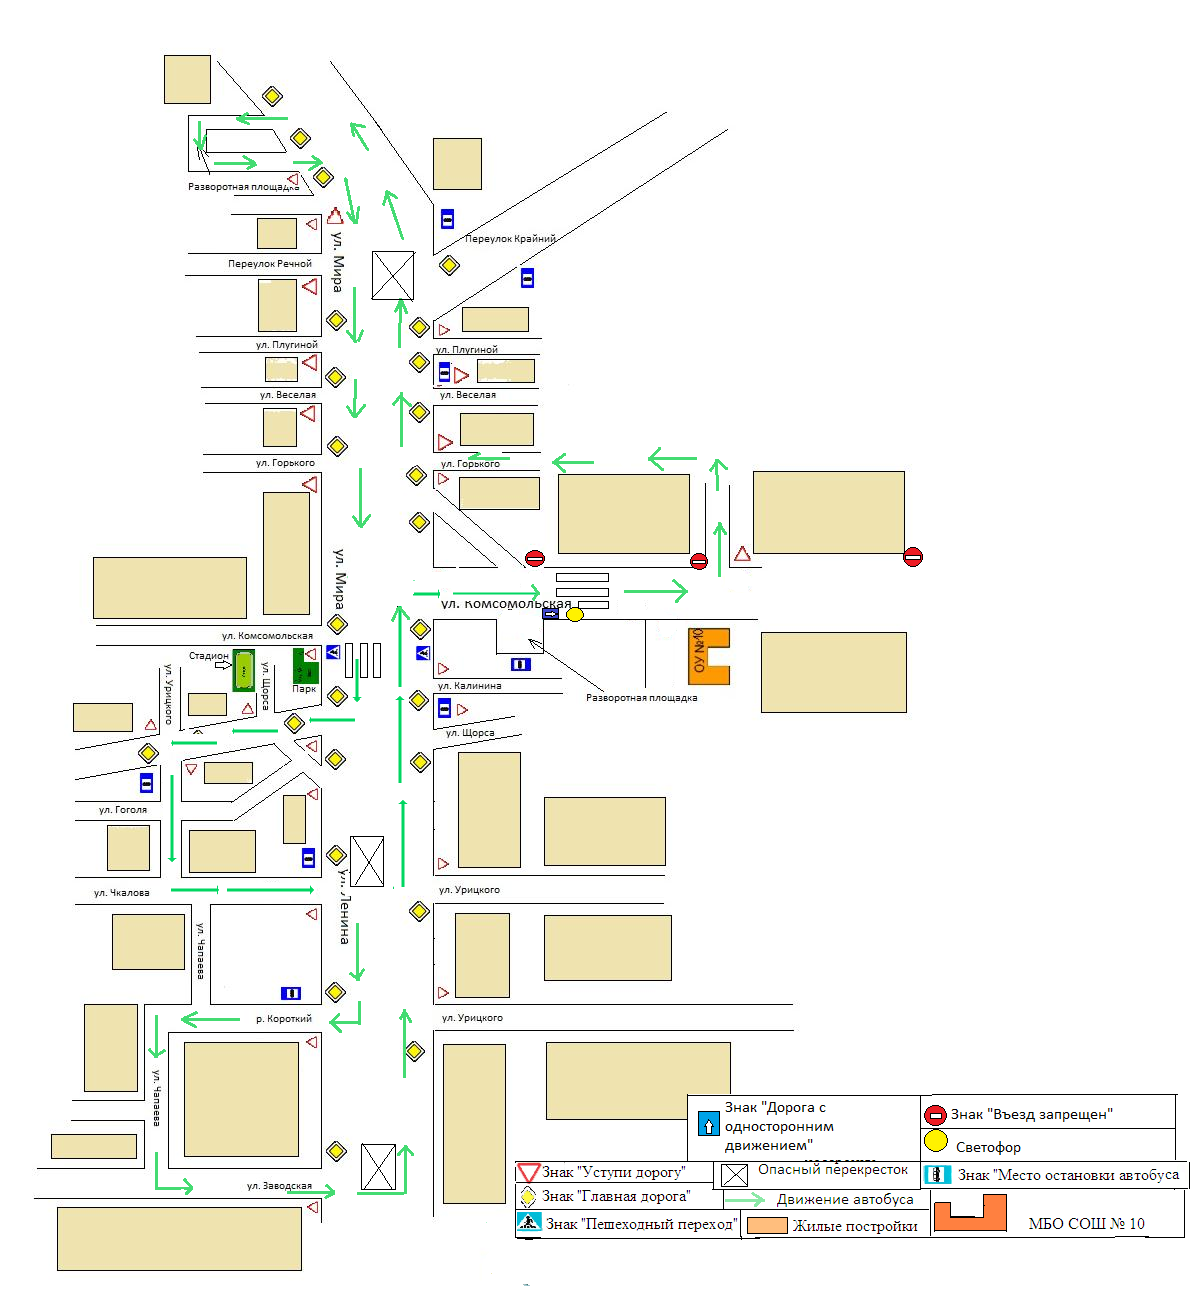 Разворотная площадка
ул. Мира
Переулок Крайний
Переулок Речной
ул. Плугиной
ул. Плугиной
ул. Веселая
ул. Веселая
ул. Горького
ул. Горького
ул. Мира
ул. Комсомольская
ул. Комсомольская
ОУ №10
Стадион
ул. Урицкого
ул. Щорса
Парк
ул. Калинина
Разворотная площадка
ул. Щорса
ул. Гоголя
ул. Ленина
ул. Чкалова
ул. Урицкого
ул. Чапаева
р. Короткий
ул. Урицкого
ул. Чапаева
ул. Заводская
Знак "Дорога с
односторонним
движением"
Знак "Въезд запрещен"
Светофор
Знак "Уступи дорогу"
Опасный перекресток
Знак "Место остановки автобуса
Знак "Главная дорога"
Движение автобуса
Знак "Пешеходный переход"
Жилые постройки
МБО СОШ № 10